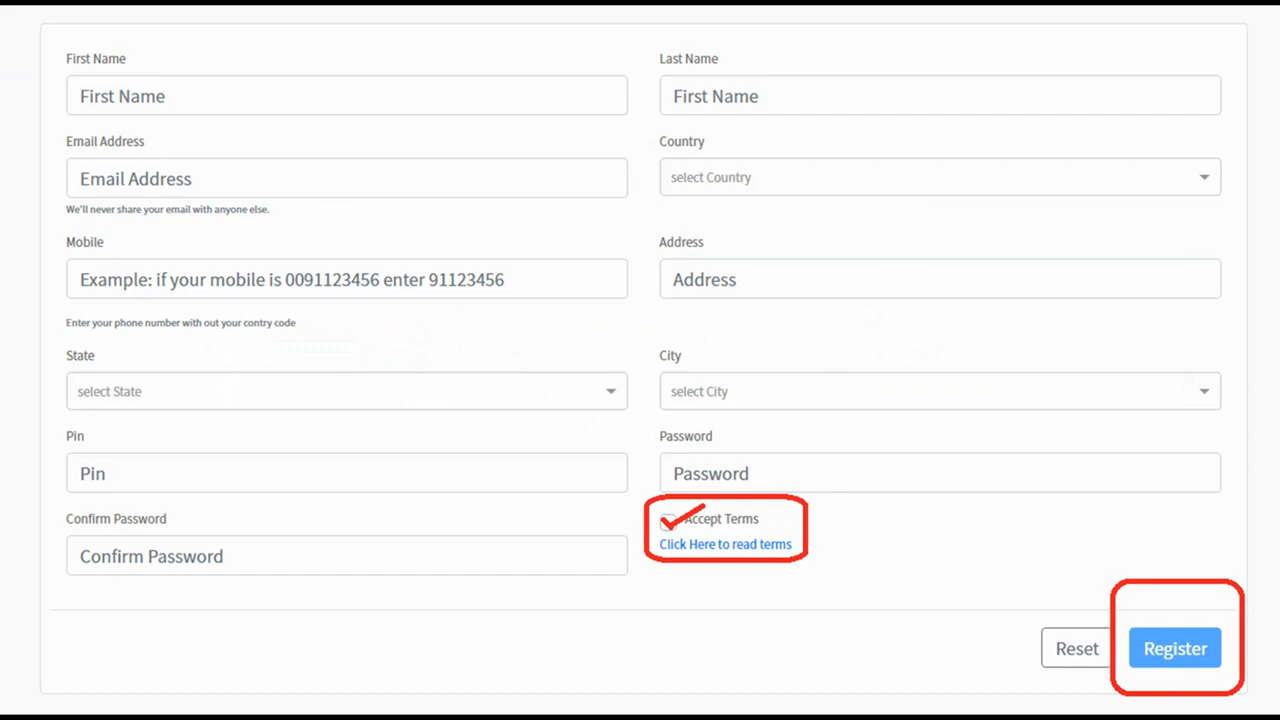 First Name
Last Name
First Name
First Name
Email Address
Country
Email Address
select Country
We'll never share your email with anyone else.
Mobile
Address
Example: if your mobile is 0091123456 enter 91123456
Address
Enter your phone number with out your contry code
State
City
select State
select City
Pin
Password
Pin
Password
Confirm Password
Accept Terms
Click Here to read terms
Confirm Password
Reset
Register